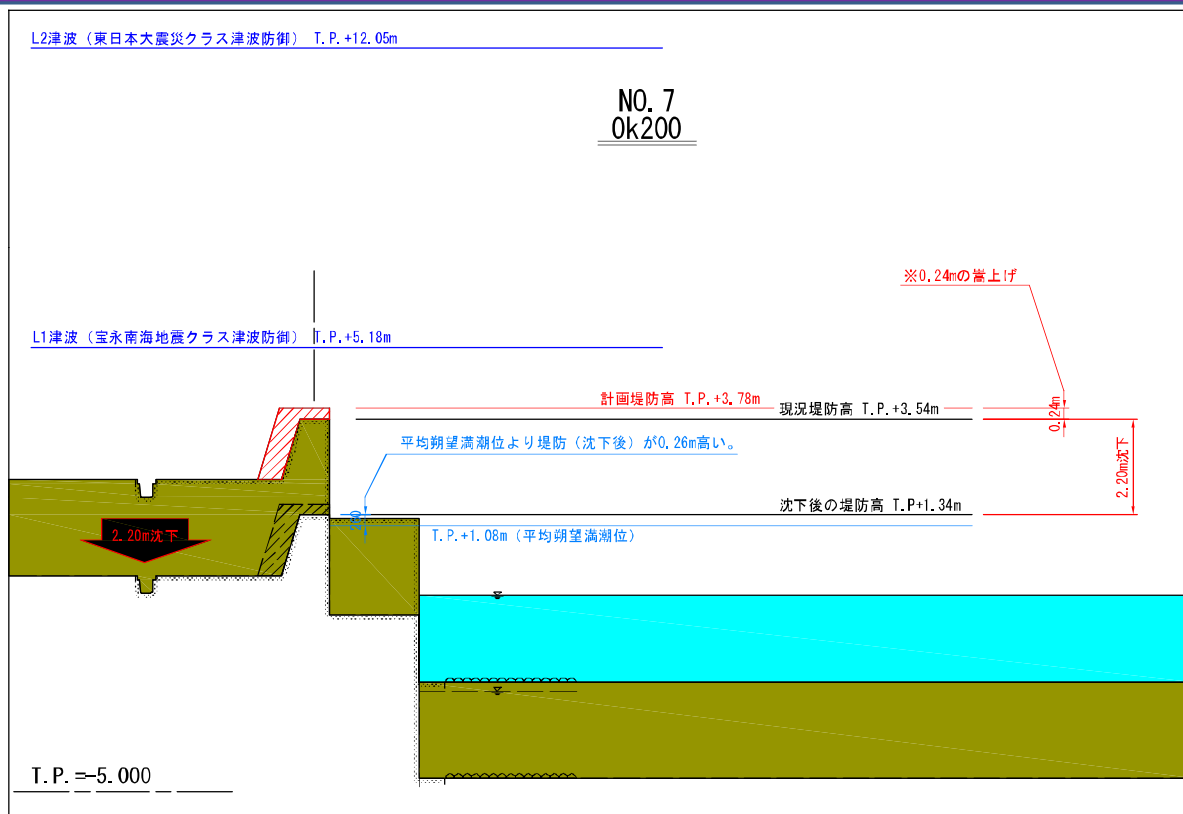 L2津波（東日本大震災クラス津波防御） T.P.+12.05m
NO.7
0k200
※0.24mの嵩上げ
L1津波（宝永南海地震クラス津波防御） T.P.+5.18m
計画堤防高 T.P.+3.78m
現況堤防高 T.P.+3.54m
0.24m
平均朔望満潮位より堤防（沈下後）が0.26m高い。
2.20m沈下
沈下後の堤防高 T.P+1.34m
260
2.20m沈下
T.P.+1.08m（平均朔望満潮位）
T.P.=-5.000